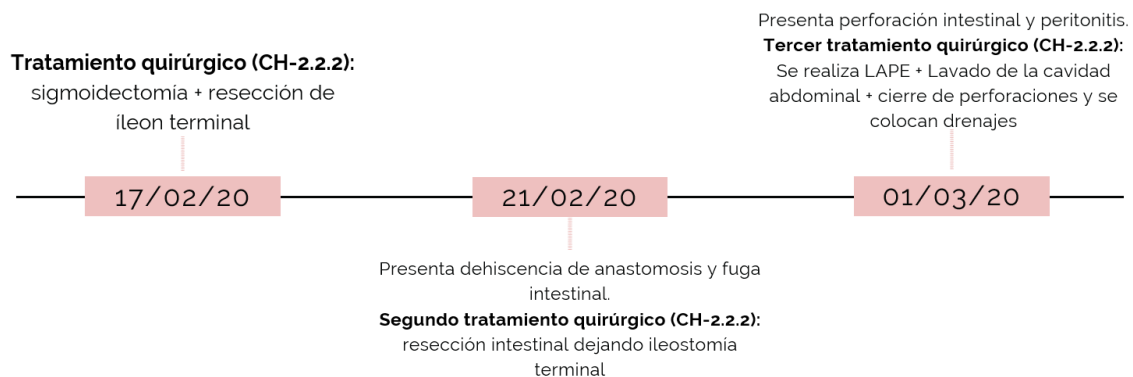 Tratamiento quirúrgico (CH-2.2.2):
sigmoidectomía + resección de
íleon terminal
17/02/20
21/02/20
Presenta dehiscencia de anastomosis y fuga
intestinal.
Segundo tratamiento quirúrgico (CH-2.2.2):
resección intestinal dejando ileostomía
terminal
Presenta perforación intestinal y peritonitis.
Tercer tratamiento quirúrgico (CH-2.2.2):
Se realiza LAPE + Lavado de la cavidad
abdominal + cierre de perforaciones y se
colocan drenajes
01/03/20